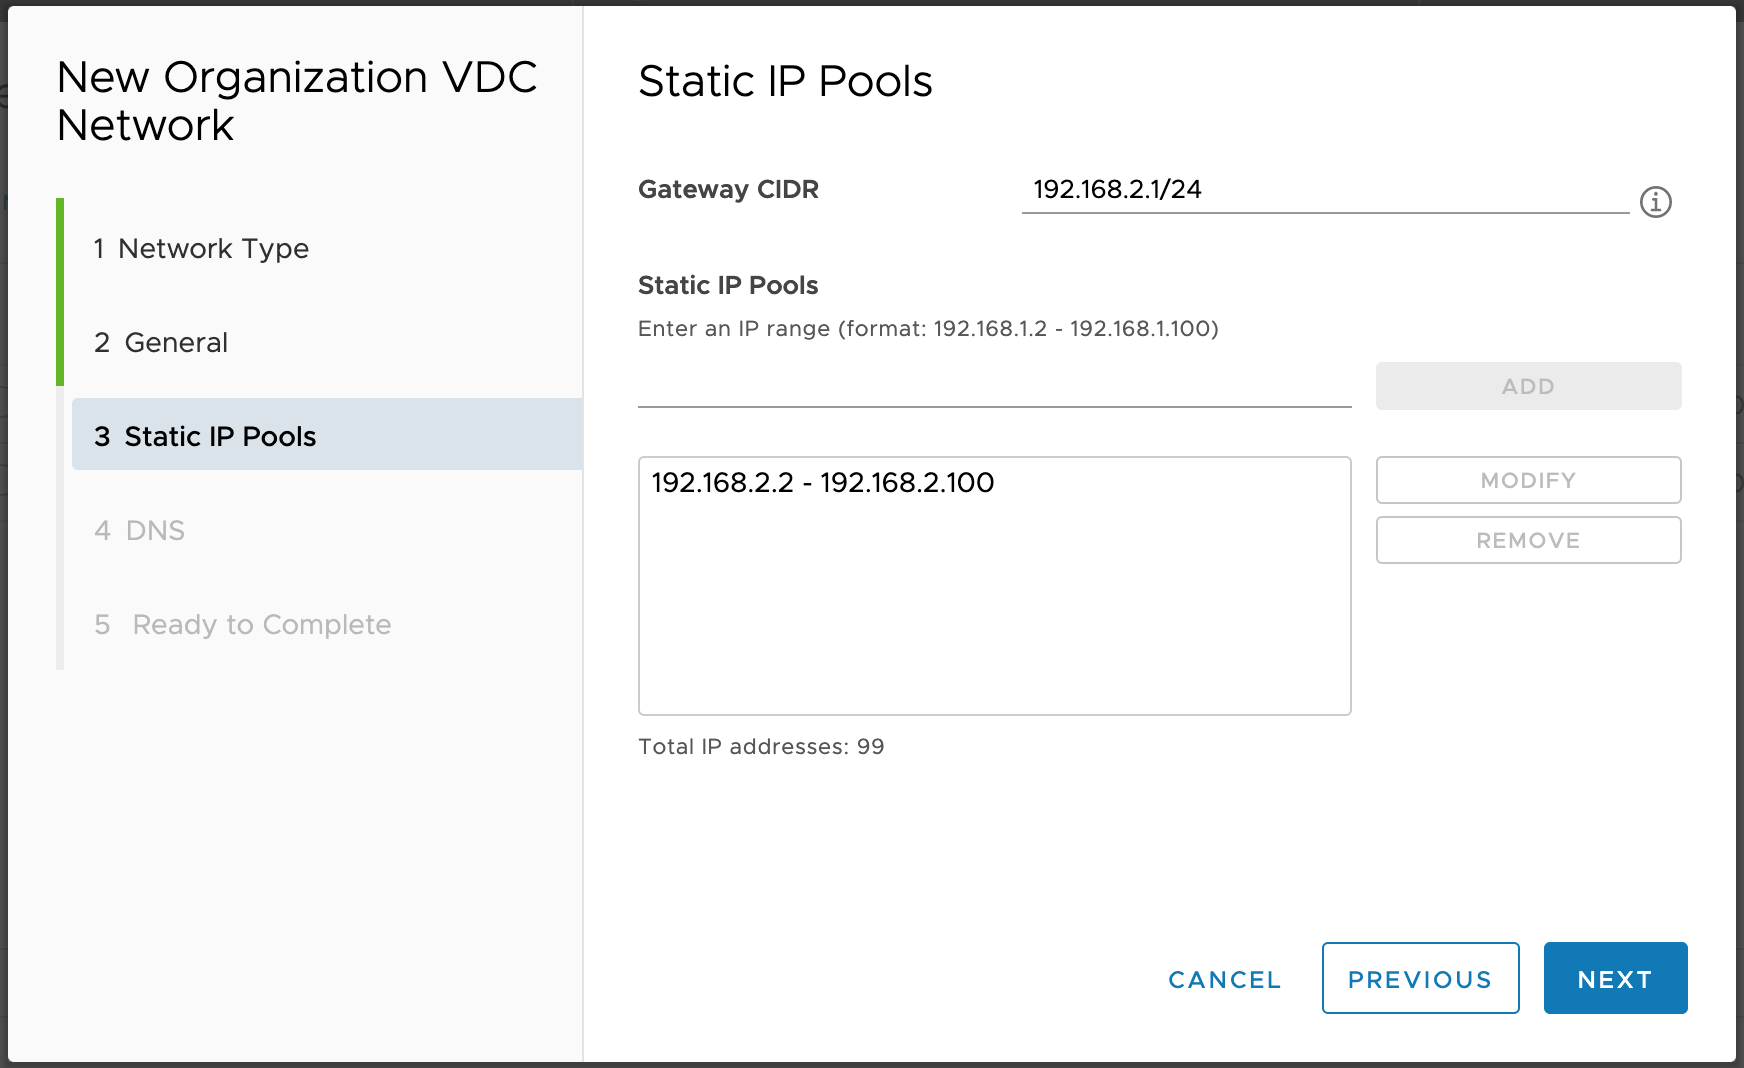 New Organization VDC
Network
1 Network Type
2 General
3 Static IP Pools
4 DNS
5 Ready to Complete
Static IP Pools
Gateway CIDR 192.168.2.1/24
Static IP Pools
Enter an IP range (format: 192.168.1.2 - 192.168.1.100)
ADD
192.168.2.2 - 192.168.2.100
MODIFY
REMOVE
Total IP addresses: 99
CANCEL PREVIOUS NEXT